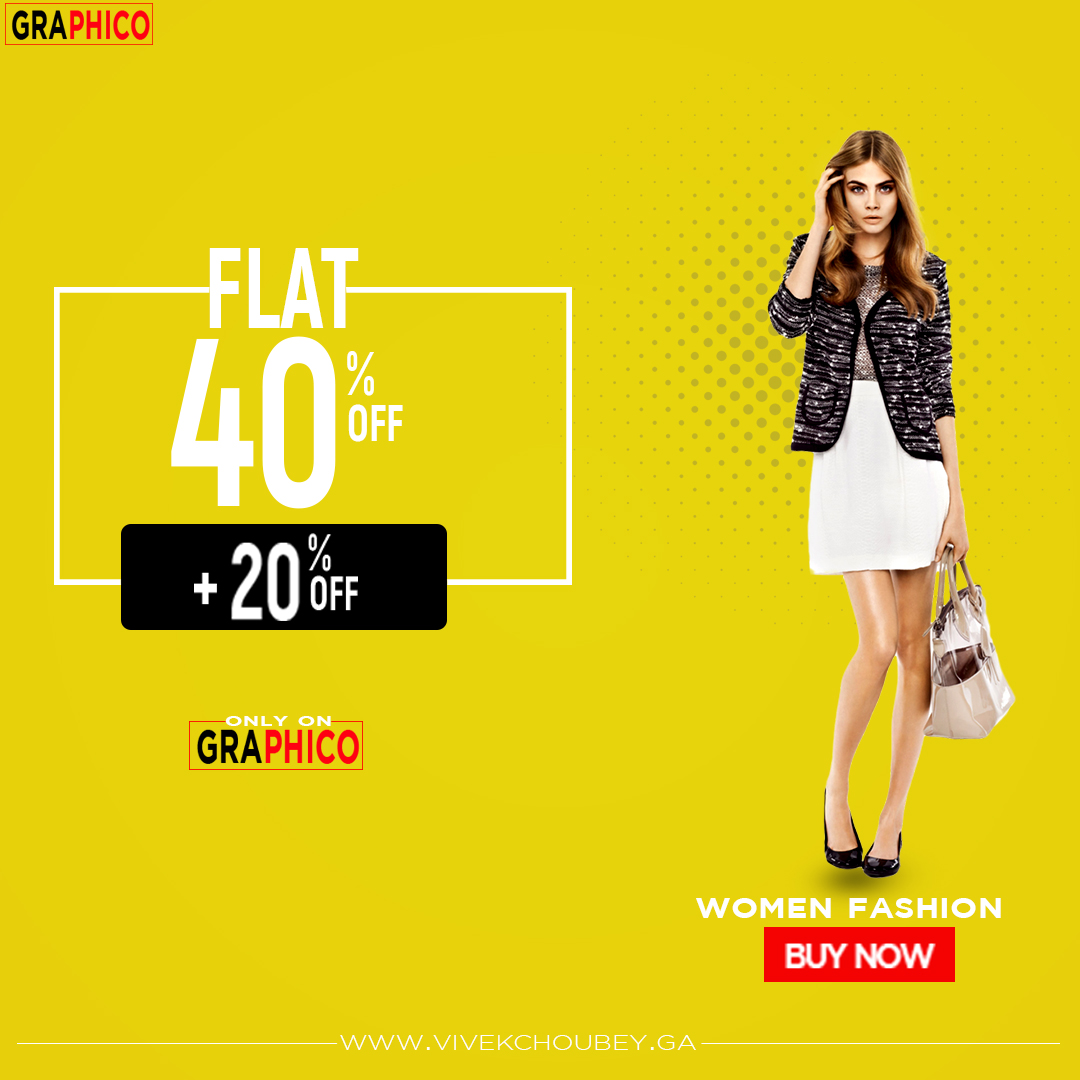 GRAPHICO
FLAT
40% OFF
+ 20% OFF
ONLY ON
GRAPHICO
WOMEN FASHION
BUY NOW
WWW.VIVEKCHOUBEY.GA